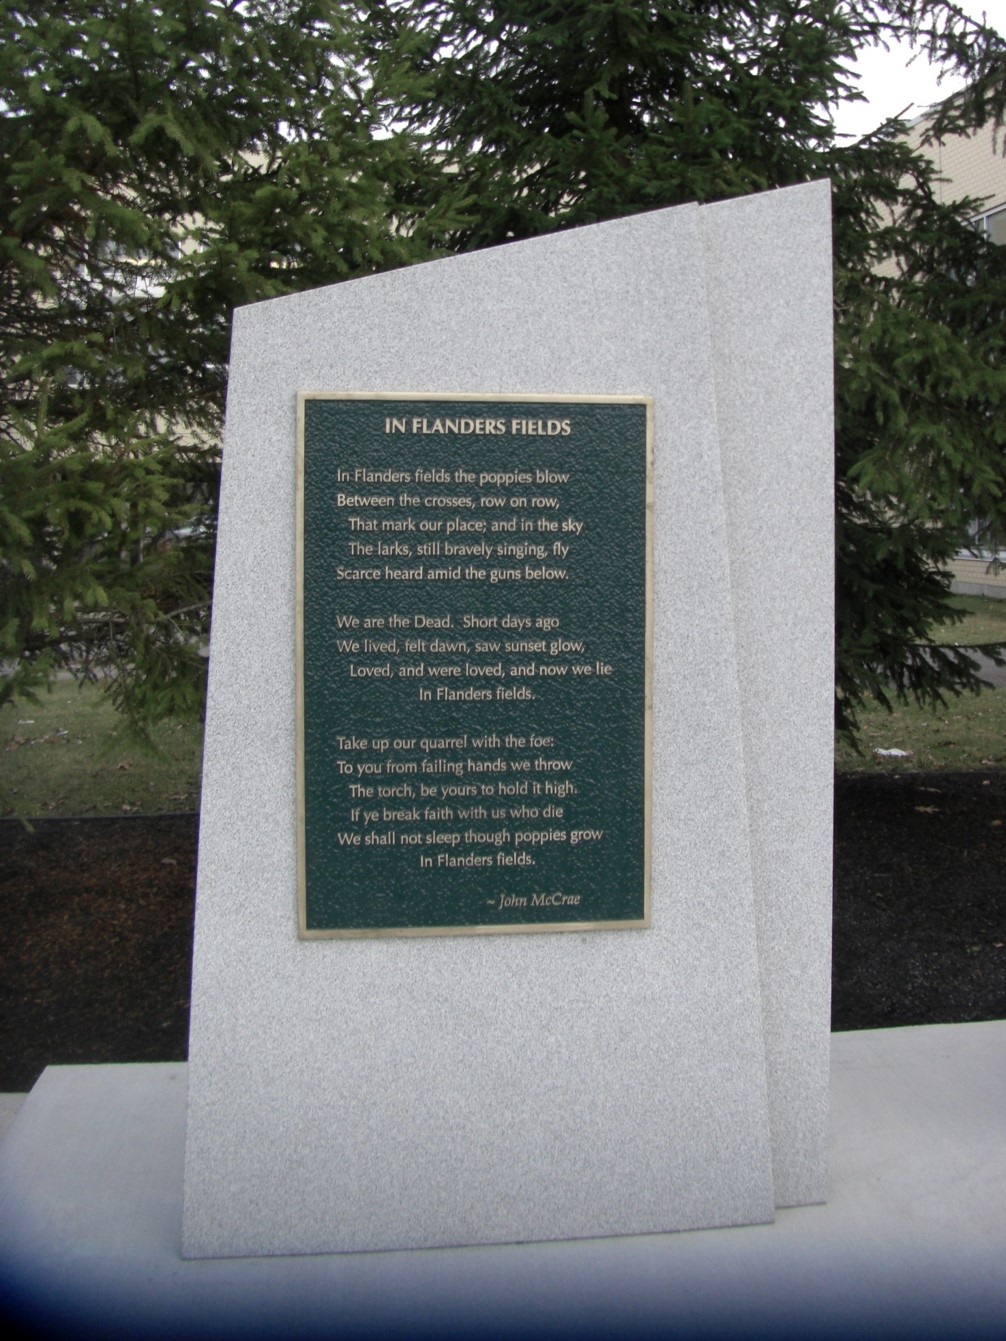 IN FLANDERS FIELDS
In Flanders fields the poppies blow
Between the crosses, row on row,
That mark our place; and in the sky
The larks, still bravely singing, fly
Scarce heard amid the guns below.
We are the Dead. Short days ago
We lived, felt dawn, saw sunset glow,
Loved, and were loved, and now we lie
In Flanders fields.
Take up our quarrel with the foe:
To you from failing hands we throw
The torch, be yours to hold it high.
If ye break faith with us who die
We shall not sleep though poppies grow
In Flanders fields.
~ John McCrae